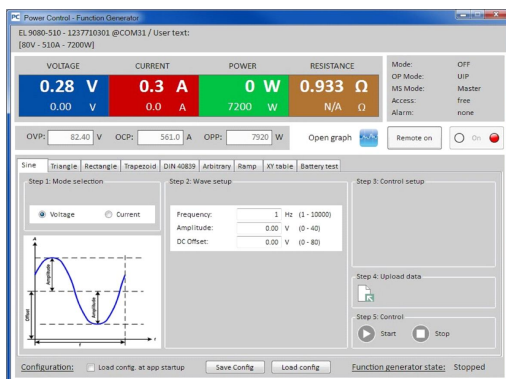 PC Power Control - Function Generator
EL 9080-510 - 1237710301 @COM31 / User text:
[80V - 510A - 7200W]
VOLTAGE CURRENT POWER RESISTANCE
0.28 V 0.3 A 0 W 0.933 Ω
0.00 V 0.0 A 7200 W N/A Ω
Mode: OFF
OP Mode: UIP
MS Mode: Master
Access: free
Alarm: none
OVP: 82.40 V OCP: 561.0 A OPP: 7920 W Open graph Remote on On
Sine Triangle Rectangle Trapezoid DIN 40839 Arbitrary Ramp XY table Battery test
Step 1: Mode selection
Voltage Current
Step 2: Wave setup
Frequency: 1 Hz (1 - 10000)
Amplitude: 0.00 V (0 - 40)
DC Offset: 0.00 V (0 - 80)
Step 3: Control setup
A
Amplitude
Amplitude
Offset
t
Step 4: Upload data
Step 5: Control
Start Stop
Configuration: Load config. at app startup Save Config Load config Function generator state: Stopped